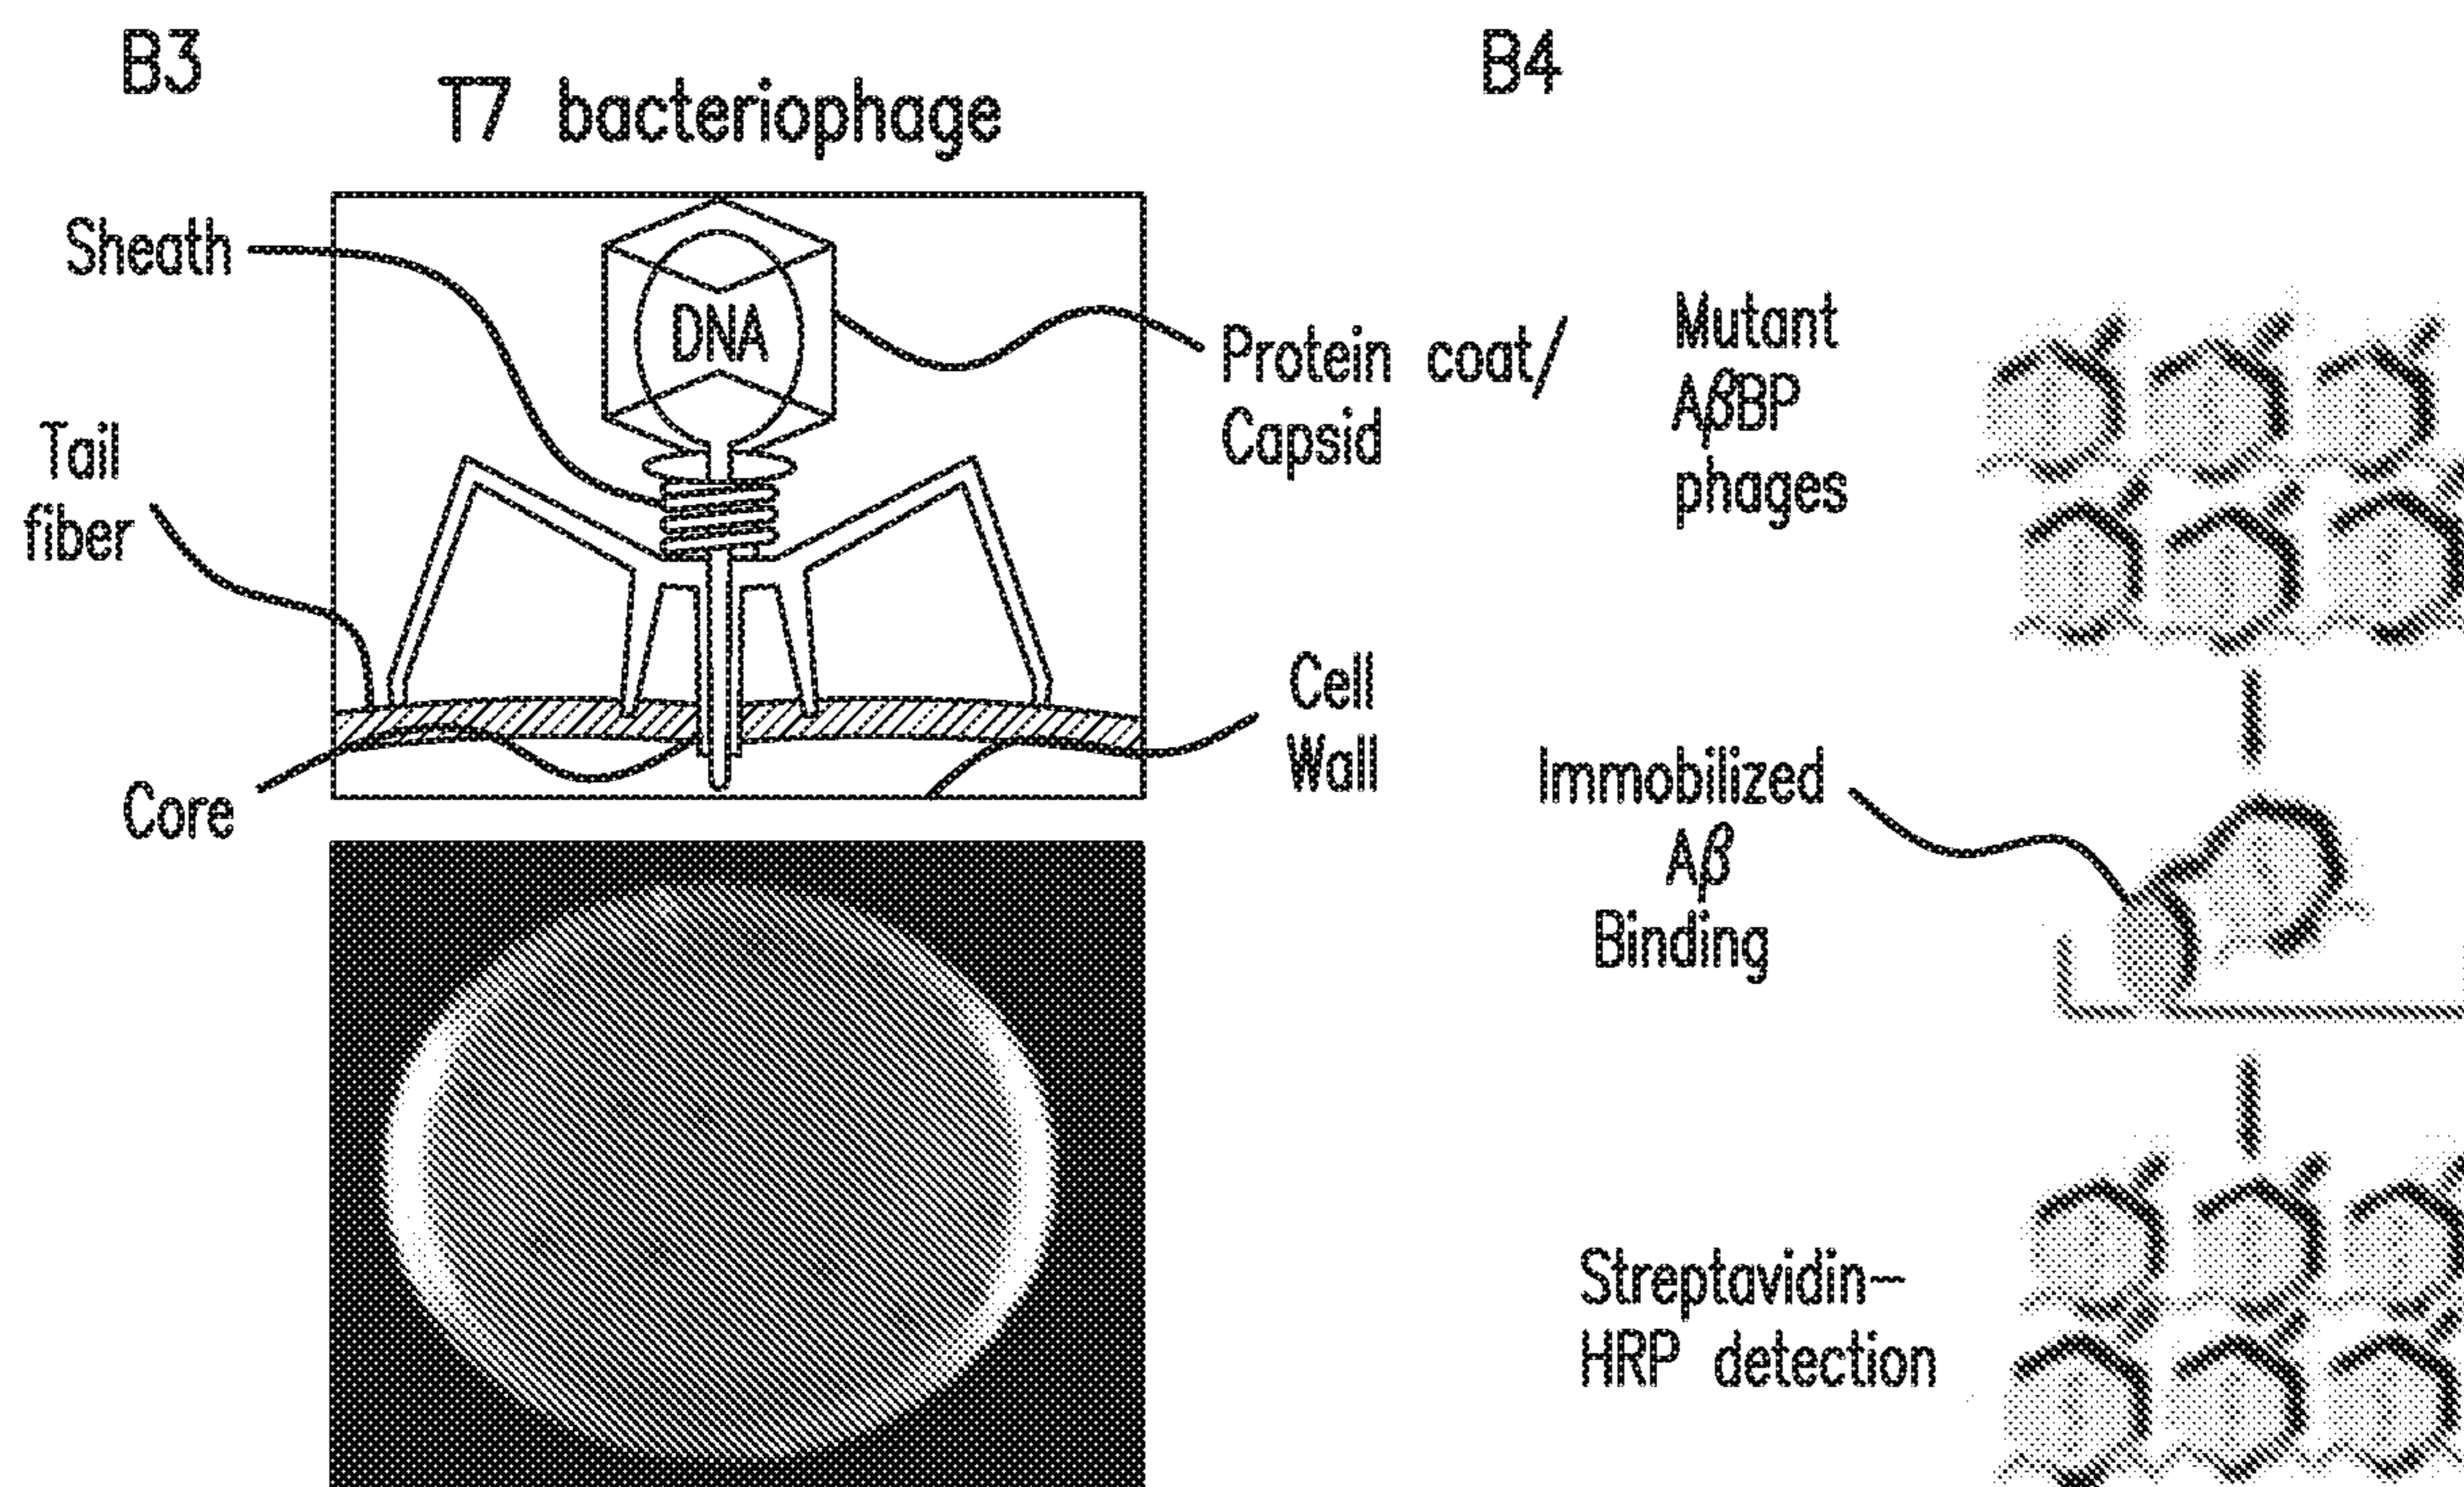 B3
T7 bacteriophage
Sheath
DNA
Protein coat/
Capsid
Tail
fiber
Cell
Wall
Core
B4
Mutant
AβBP
phages
Immobilized
Aβ
Binding
Streptavidin-
HRP detection